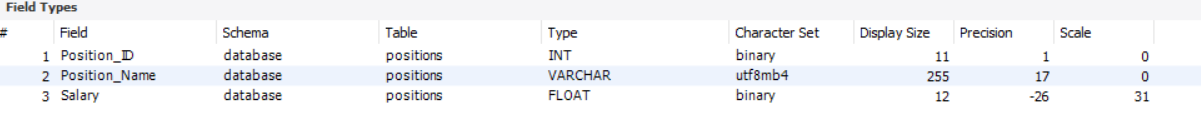 Field Types
# Field Schema Table Type Character Set Display Size Precision Scale
1 Position_ID database positions INT binary 11 1 0
2 Position_Name database positions VARCHAR utf8mb4 255 17 0
3 Salary database positions FLOAT binary 12 -26 31